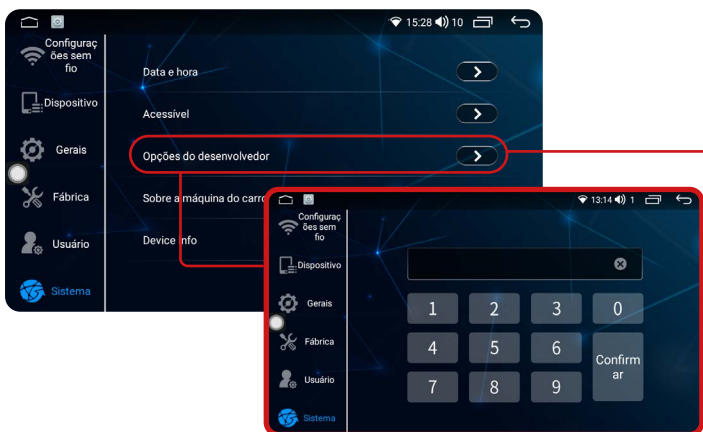 15:28 10
Configuraç
ões sem
fio
Dispositivo
Gerais
Fábrica
Usuário
Sistema
Data e hora
Acessível
Opções do desenvolvedor
Sobre a máquina do carro
Device info
13:14 1
Configuraç
ões sem
fio
Dispositivo
Gerais
Fábrica
Usuário
Sistema
1 2 3 0
4 5 6
Confirm
ar
7 8 9